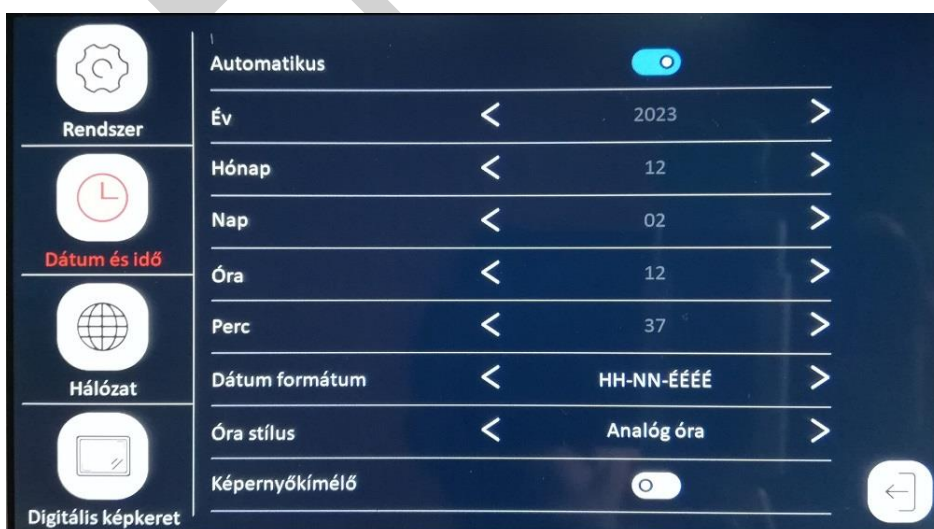 Rendszer
Dátum és idő
Hálózat
Digitális képkeret
Automatikus
Év < 2023 >
Hónap < 12 >
Nap < 02 >
Óra < 12 >
Perc < 37 >
Dátum formátum < HH-NN-ÉÉÉÉ >
Óra stílus < Analóg óra >
Képernyőkímélő